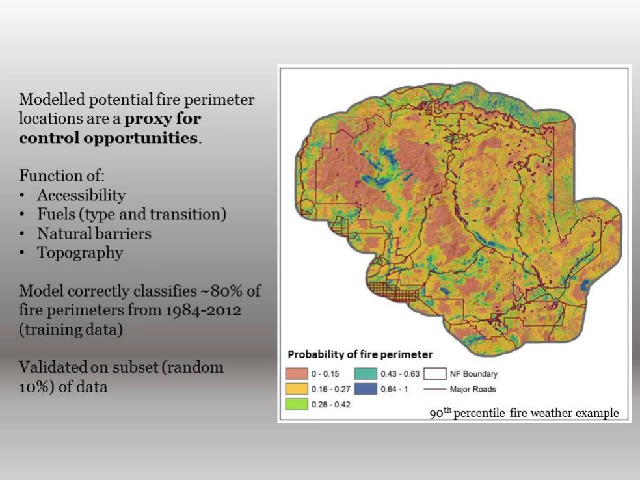 Modelled potential fire perimeter
locations are a proxy for
control opportunities.
Function of:
• Accessibility
• Fuels (type and transition)
• Natural barriers
• Topography
Model correctly classifies ~80% of
fire perimeters from 1984-2012
(training data)
Validated on subset (random
10%) of data
Probability of fire perimeter
0 - 0.15
0.16 - 0.27
0.28 - 0.42
0.43 - 0.63
0.64 - 1
NF Boundary
Major Roads
90th percentile fire weather example